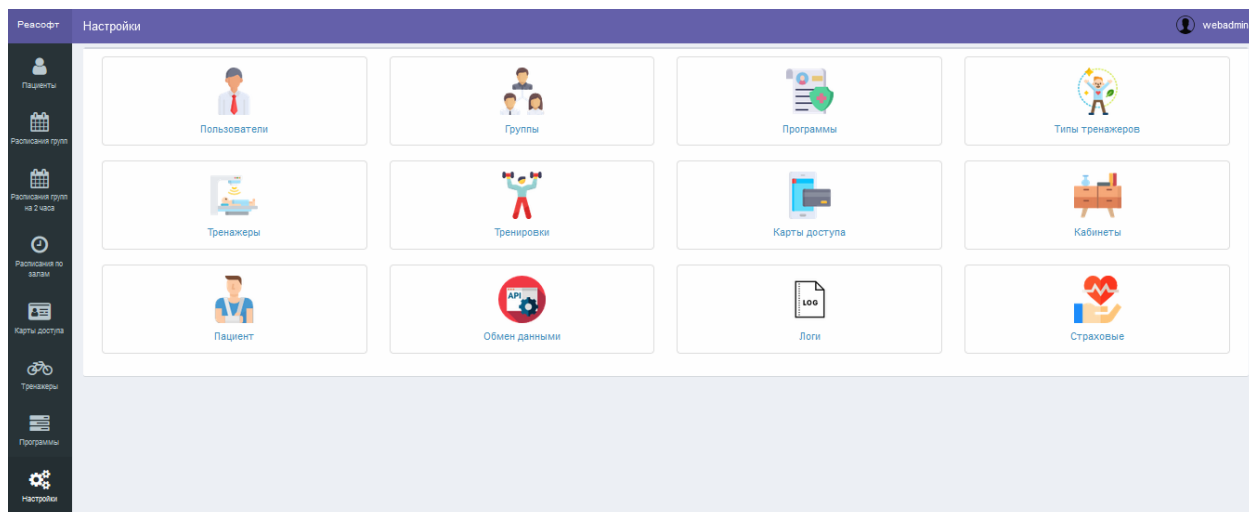 Реасофт
Настройки
webadmin
Пациенты
Расписания групп
Расписания групп
на 2 часа
Расписания по
залам
Карты доступа
Тренажеры
Программы
Настройки
Пользователи
Группы
Программы
Типы тренажеров
Тренажеры
Тренировки
Карты доступа
Кабинеты
Пациент
API
Обмен данными
LOG
Логи
Страховые